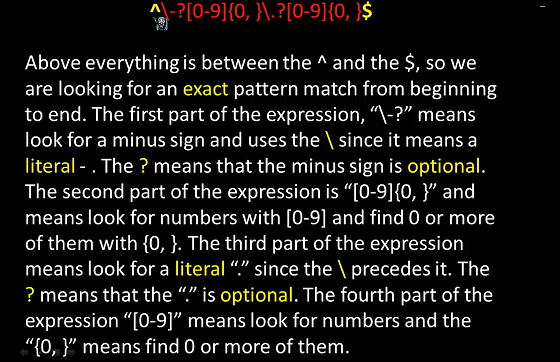 ^\-?[0-9]{0, }\.?[0-9]{0, }$
Above everything is between the ^ and the $, so we
are looking for an exact pattern match from beginning
to end. The first part of the expression, “\-?” means
look for a minus sign and uses the \ since it means a
literal - . The ? means that the minus sign is optional.
The second part of the expression is “[0-9]{0, }” and
means look for numbers with [0-9] and find 0 or more
of them with {0, }. The third part of the expression
means look for a literal “.” since the \ precedes it. The
? means that the “.” is optional. The fourth part of the
expression “[0-9]” means look for numbers and the
“{0, }” means find 0 or more of them.